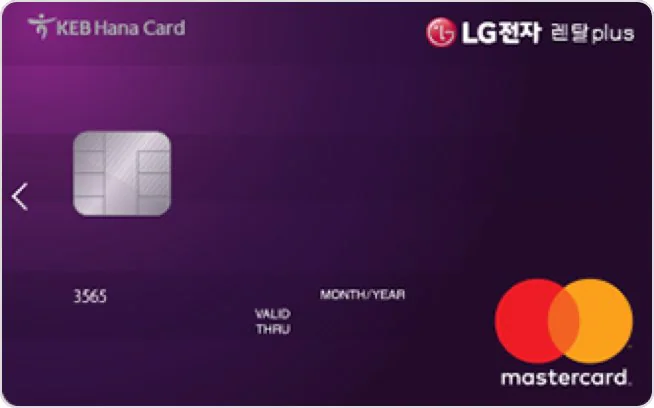 KEB Hana Card
LG전자 렌탈plus
3565
MONTH/YEAR
VALID
THRU
mastercard.